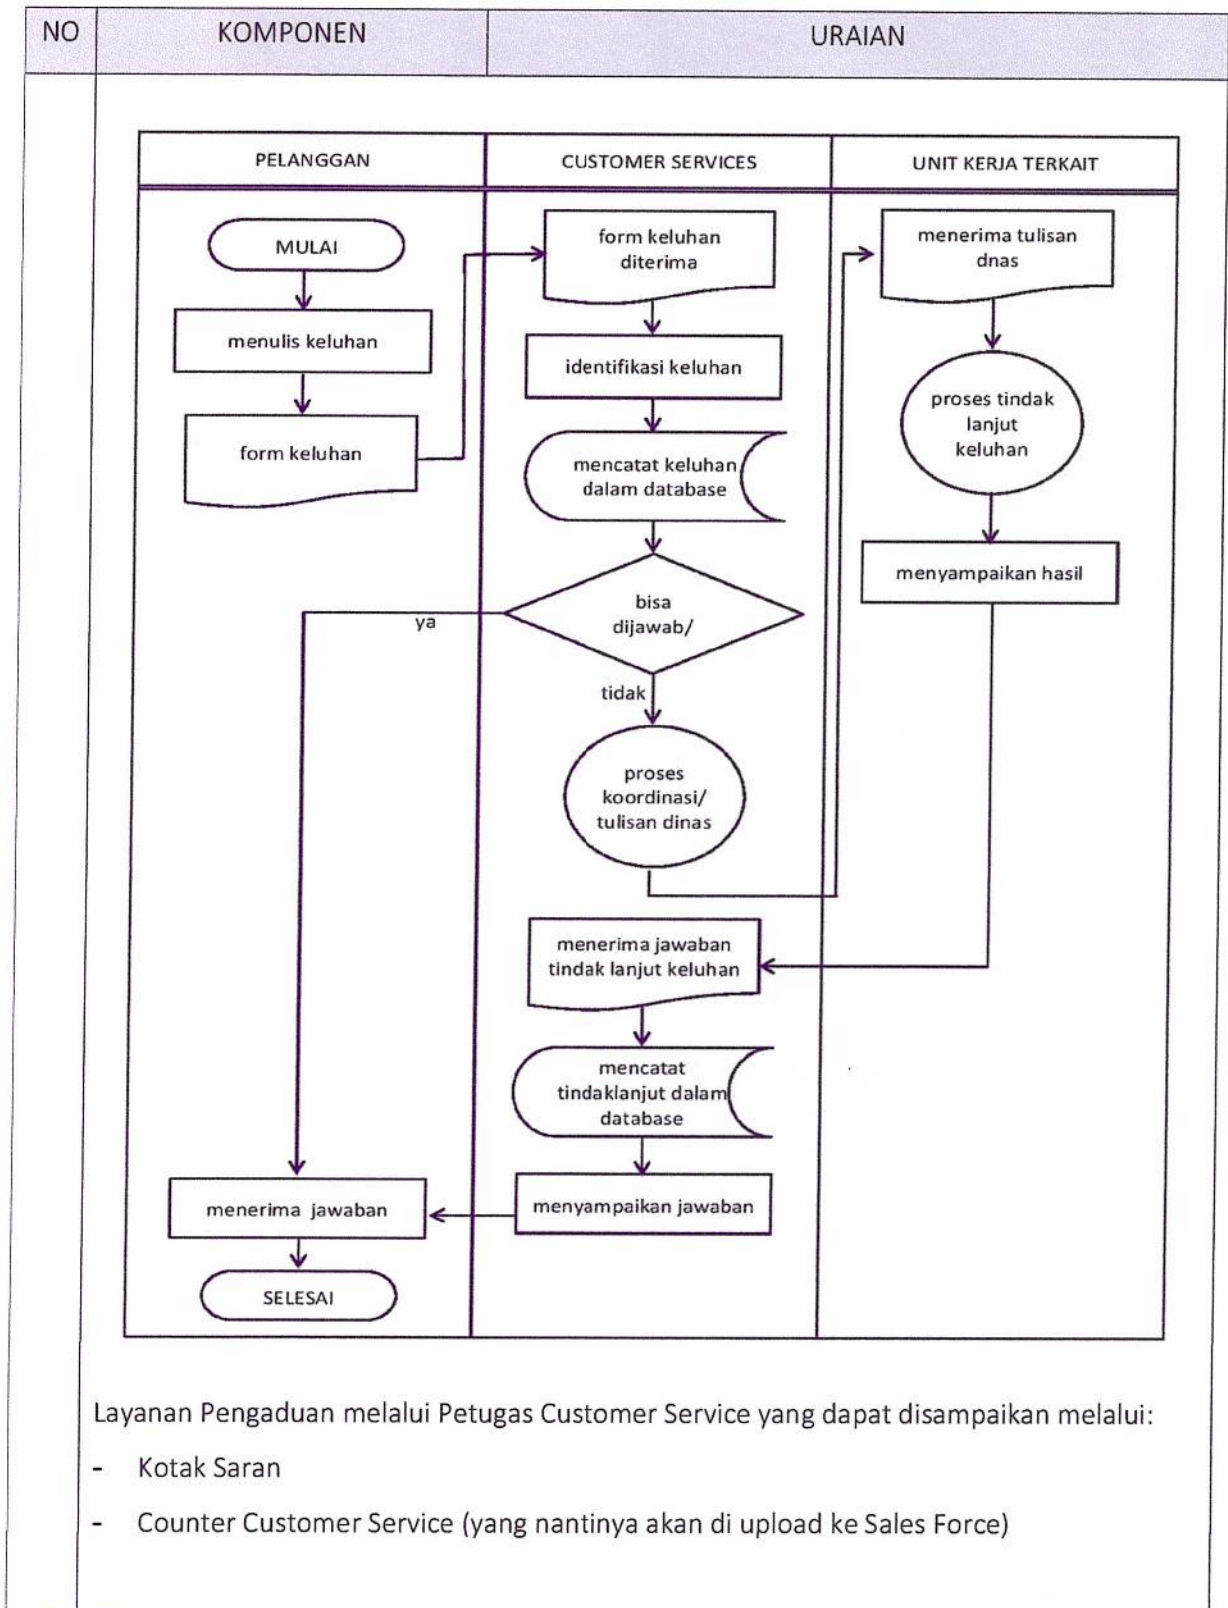 NO KOMPONEN URAIAN
PELANGGAN CUSTOMER SERVICES UNIT KERJA TERKAIT
MULAI
menulis keluhan
form keluhan
form keluhan
diterima
identifikasi keluhan
mencatat keluhan
dalam database
bisa
dijawab/
ya
tidak
proses
koordinasi/
tulisan dinas
menerima tulisan
dnas
proses tindak
lanjut
keluhan
menyampaikan hasil
menerima jawaban
tindak lanjut keluhan
mencatat
tindaklanjut dalam
database
menyampaikan jawaban
menerima jawaban
SELESAI
Layanan Pengaduan melalui Petugas Customer Service yang dapat disampaikan melalui:
- Kotak Saran
- Counter Customer Service (yang nantinya akan di upload ke Sales Force)